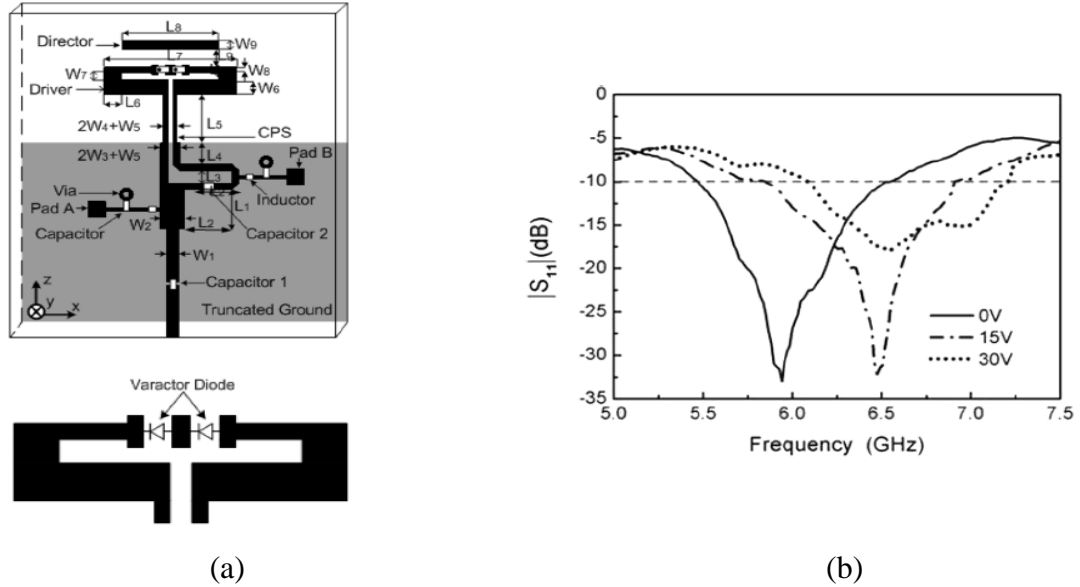 L8
Director
W9
L7
L9
W7
W8
Driver
W6
L6
L5
2W4+W5
CPS
2W3+W5
L4
Pad B
Via
L3
Pad A
Inductor
L1
Capacitor
W2
L2
Capacitor 2
W1
Capacitor 1
z
y
x
Truncated Ground
Varactor Diode
(a)
0
-5
-10
-15
-20
-25
-30
-35
|S11|(dB)
0V
15V
30V
5.0 5.5 6.0 6.5 7.0 7.5
Frequency (GHz)
(b)